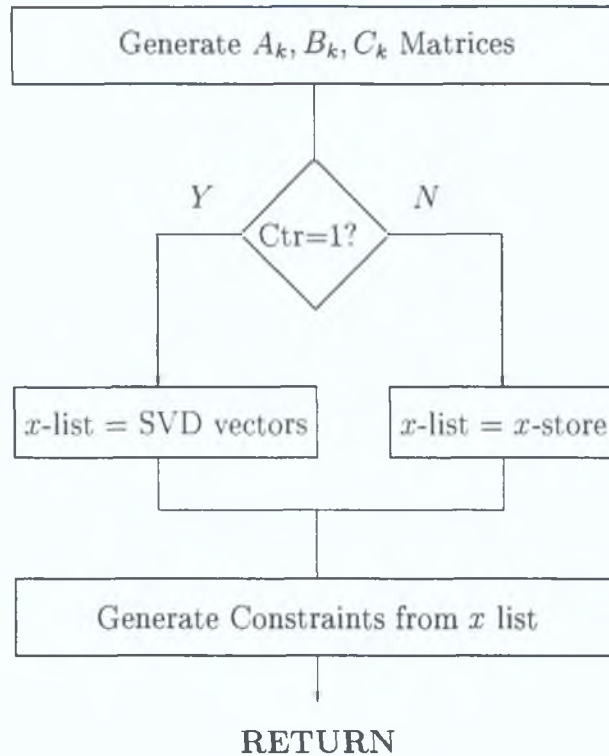 Generate $A_k, B_k, C_k$ Matrices
Y
N
Ctr=1?
x-list = SVD vectors
x-list = x-store
Generate Constraints from x list
RETURN